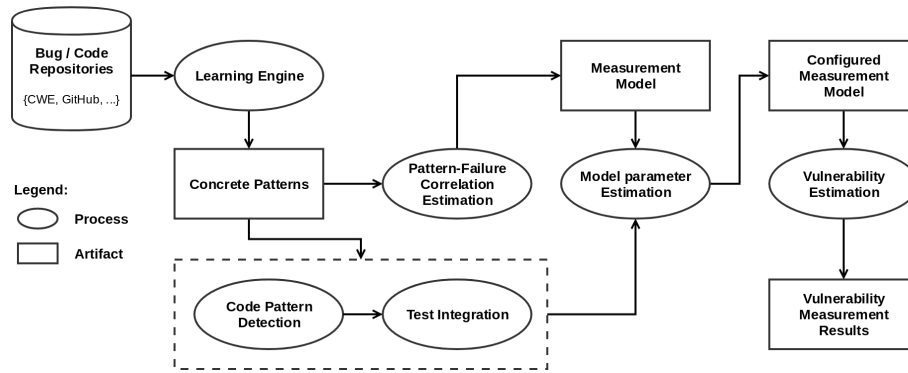 Bug / Code
Repositories
{CWE, GitHub, ...}
Learning Engine
Measurement
Model
Configured
Measurement
Model
Concrete Patterns
Pattern-Failure
Correlation
Estimation
Model parameter
Estimation
Vulnerability
Estimation
Legend:
Process
Artifact
Code Pattern
Detection
Test Integration
Vulnerability
Measurement
Results